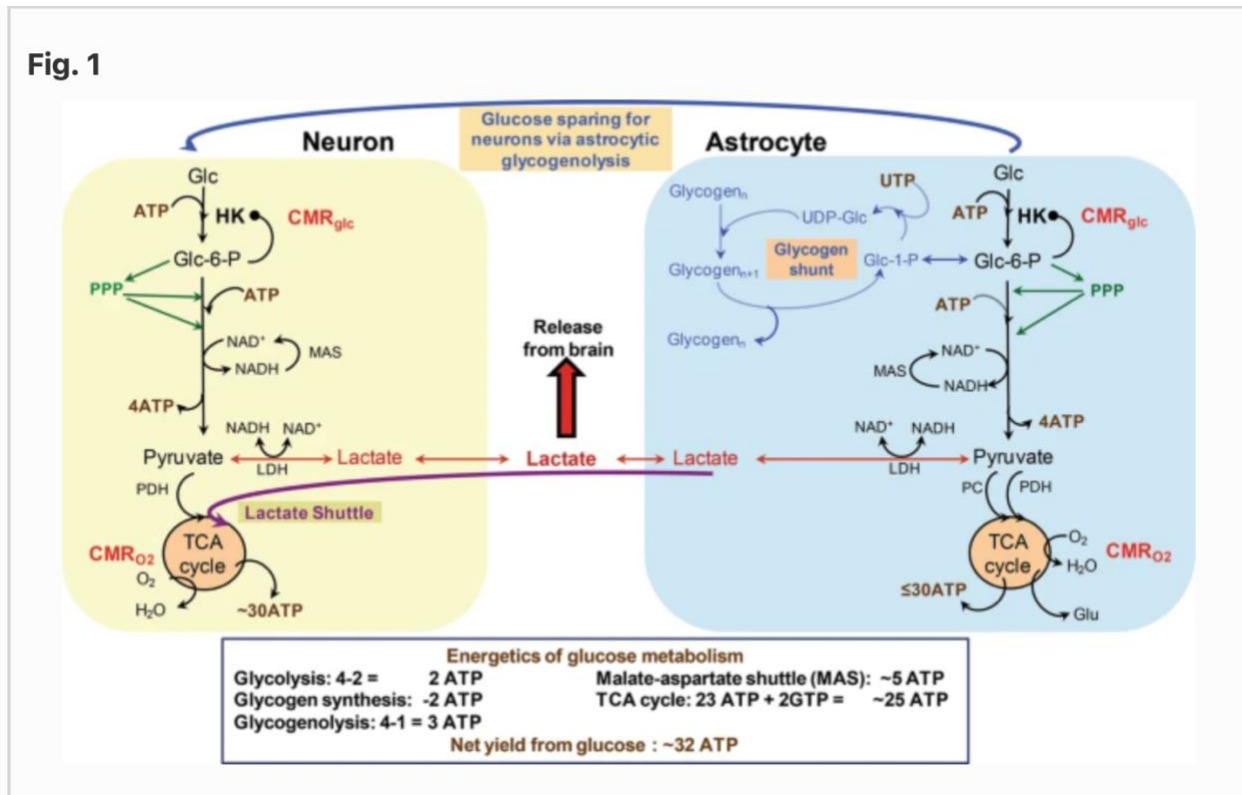 Fig. 1
Glucose sparing for
neurons via astrocytic
glycogenolysis
Neuron
Glc
ATP
HK
CMRglc
Glc-6-P
PPP
ATP
NAD⁺
NADH
MAS
4ATP
NADH NAD⁺
LDH
Pyruvate
Lactate
PDH
Lactate Shuttle
TCA
cycle
CMRO2
O₂
H₂O
~30ATP
Release
from brain
Lactate
Astrocyte
Glycogenₙ
UTP
UDP-Glc
Glycogen
shunt
Glycogenₙ₊₁
Glc-1-P
Glycogenₙ
Glc
ATP
HK
CMRglc
Glc-6-P
PPP
ATP
NAD⁺
MAS
NADH
4ATP
NAD⁺ NADH
LDH
Lactate
Pyruvate
PC
PDH
TCA
cycle
O₂
H₂O
CMRO2
≤30ATP
Glu
Energetics of glucose metabolism
Glycolysis: 4-2 = 2 ATP
Glycogen synthesis: -2 ATP
Glycogenolysis: 4-1 = 3 ATP
Malate-aspartate shuttle (MAS): ~5 ATP
TCA cycle: 23 ATP + 2GTP = ~25 ATP
Net yield from glucose : ~32 ATP